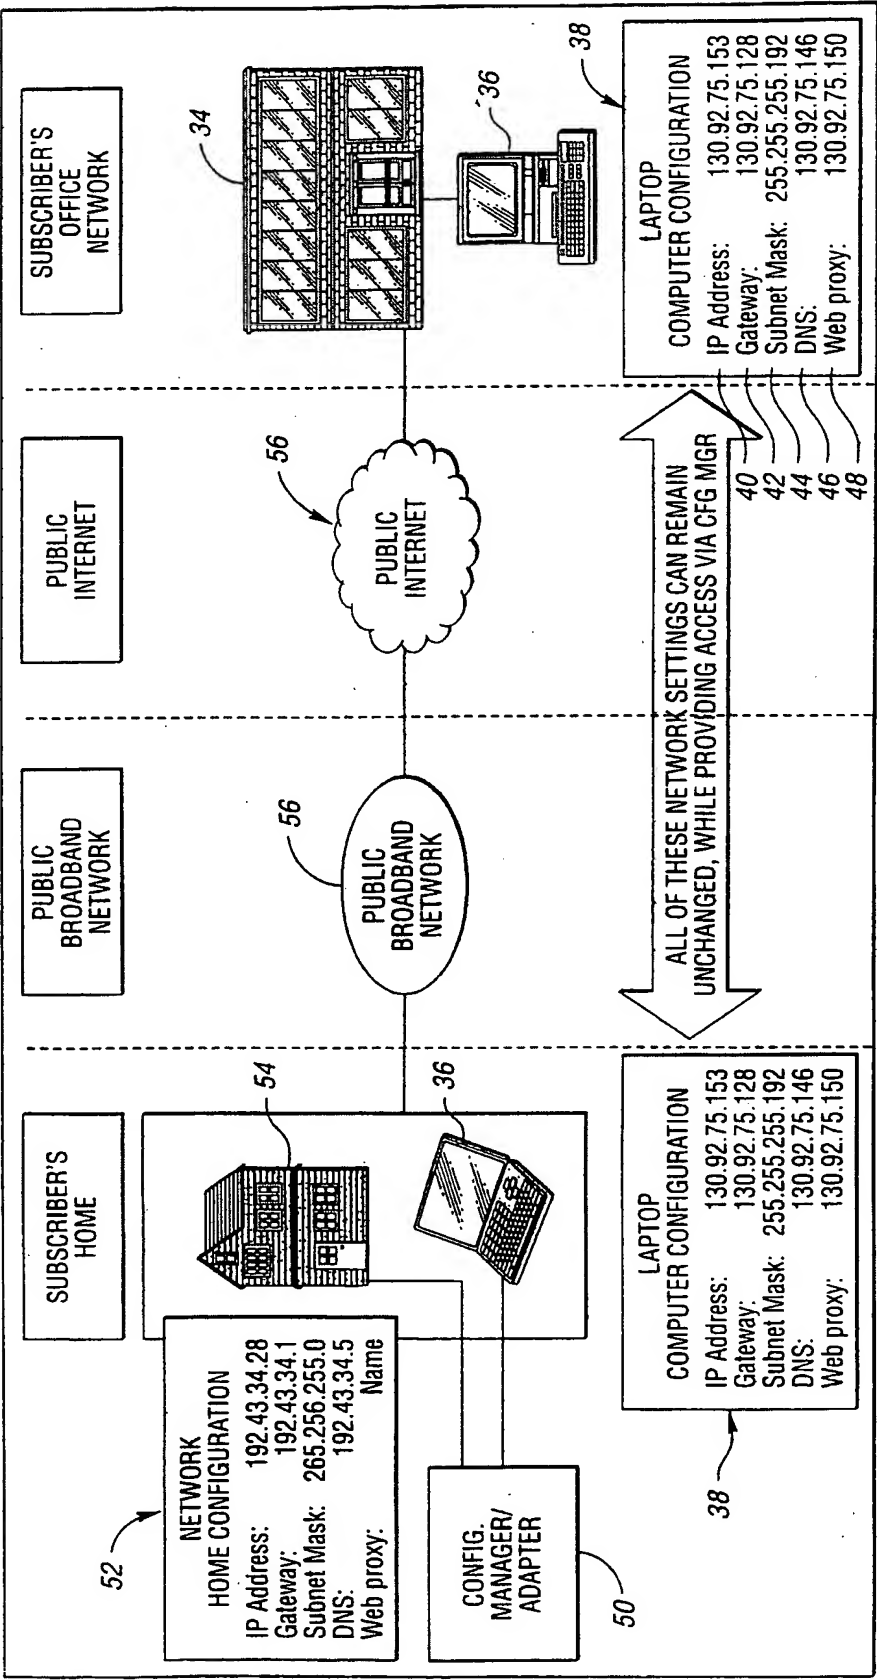 SUBSCRIBER'S
HOME
PUBLIC
BROADBAND
NETWORK
PUBLIC
INTERNET
SUBSCRIBER'S
OFFICE
NETWORK
52
NETWORK
HOME CONFIGURATION
IP Address: 192.43.34.28
Gateway: 192.43.34.1
Subnet Mask: 265.256.255.0
DNS: 192.43.34.5
Web proxy: Name
54
36
CONFIG.
MANAGER/
ADAPTER
50
56
PUBLIC
BROADBAND
NETWORK
56
PUBLIC
INTERNET
34
36
38
LAPTOP
COMPUTER CONFIGURATION
IP Address: 130.92.75.153
Gateway: 130.92.75.128
Subnet Mask: 255.255.255.192
DNS: 130.92.75.146
Web proxy: 130.92.75.150
ALL OF THESE NETWORK SETTINGS CAN REMAIN
UNCHANGED, WHILE PROVIDING ACCESS VIA CFG MGR
38
LAPTOP
COMPUTER CONFIGURATION
IP Address: 130.92.75.153
Gateway: 130.92.75.128
Subnet Mask: 255.255.255.192
DNS: 130.92.75.146
Web proxy: 130.92.75.150
40
42
44
46
48